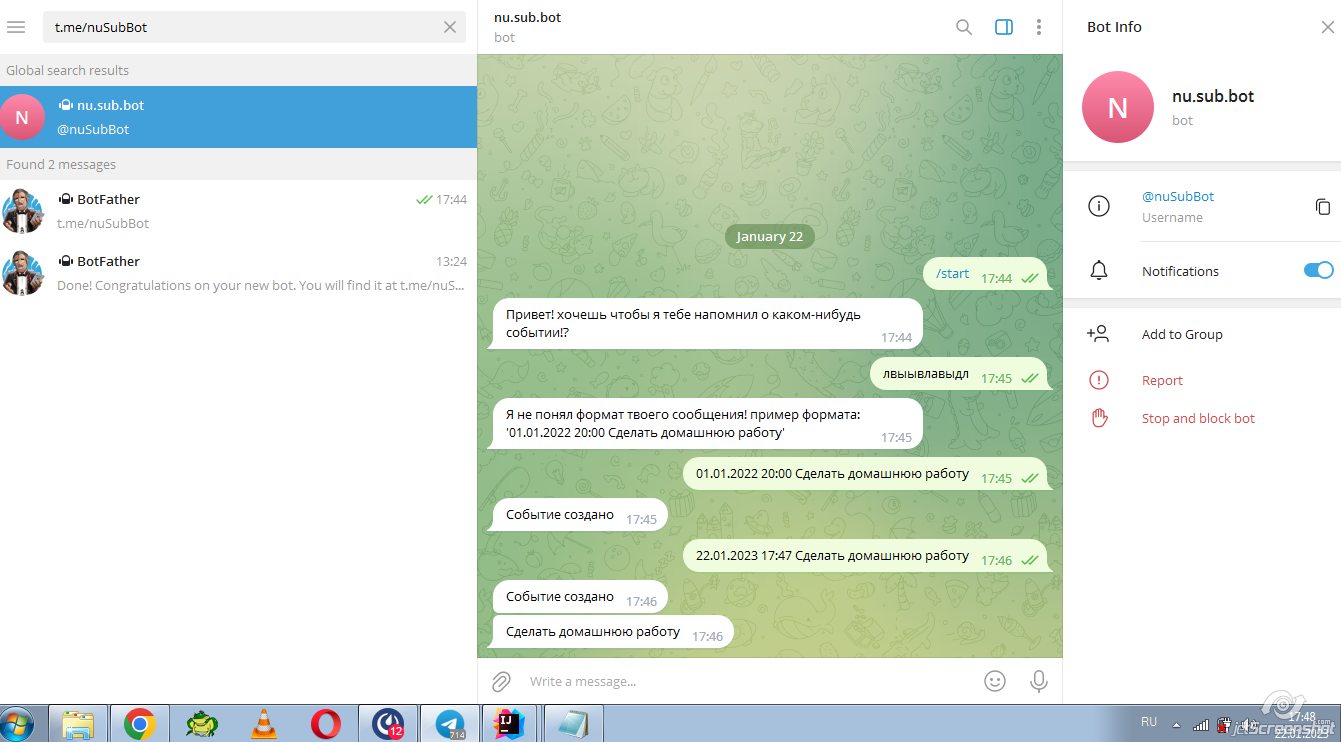 t.me/nuSubBot
Global search results
N
nu.sub.bot
@nuSubBot
Found 2 messages
BotFather
17:44
t.me/nuSubBot
BotFather
13:24
Done! Congratulations on your new bot. You will find it at t.me/nuS...
nu.sub.bot
bot
January 22
/start 17:44
Привет! хочешь чтобы я тебе напомнил о каком-нибудь
событии!?
17:44
лвыывлавыдл 17:45
Я не понял формат твоего сообщения! пример формата:
'01.01.2022 20:00 Сделать домашнюю работу'
17:45
01.01.2022 20:00 Сделать домашнюю работу 17:45
Событие создано 17:45
22.01.2023 17:47 Сделать домашнюю работу 17:46
Событие создано 17:46
Сделать домашнюю работу 17:46
Write a message...
Bot Info
N
nu.sub.bot
bot
@nuSubBot
Username
Notifications
Add to Group
Report
Stop and block bot
12
714
IJ
RU
17:48
22.01.2023
jetScreenshot
.com